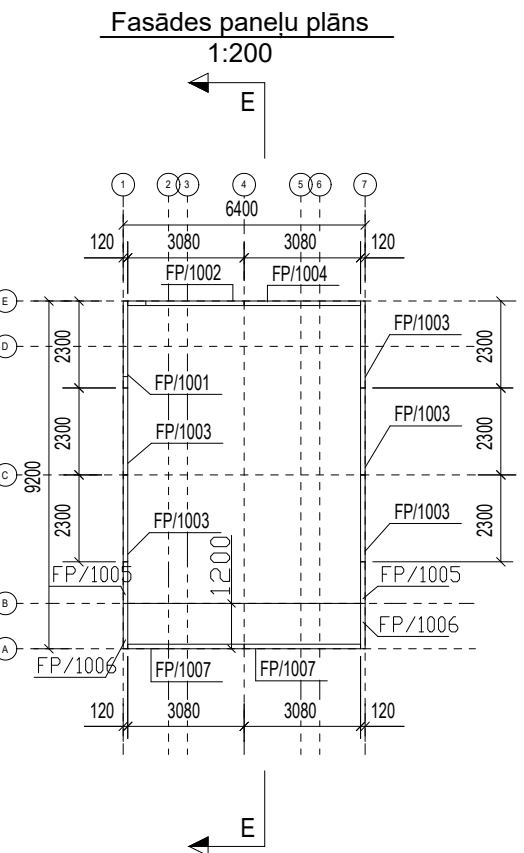 Fasādes paneļu plāns
1:200
E
1 2 3 4 5 6 7
6400
120 3080 3080 120
FP/1002 FP/1004
E
D
C
B
A
9200
2300
2300
2300
FP/1001
FP/1003
FP/1003
FP/1005
FP/1006
1200
FP/1003
FP/1003
FP/1003
FP/1005
FP/1006
2300
2300
2300
FP/1007 FP/1007
120 3080 3080 120
E